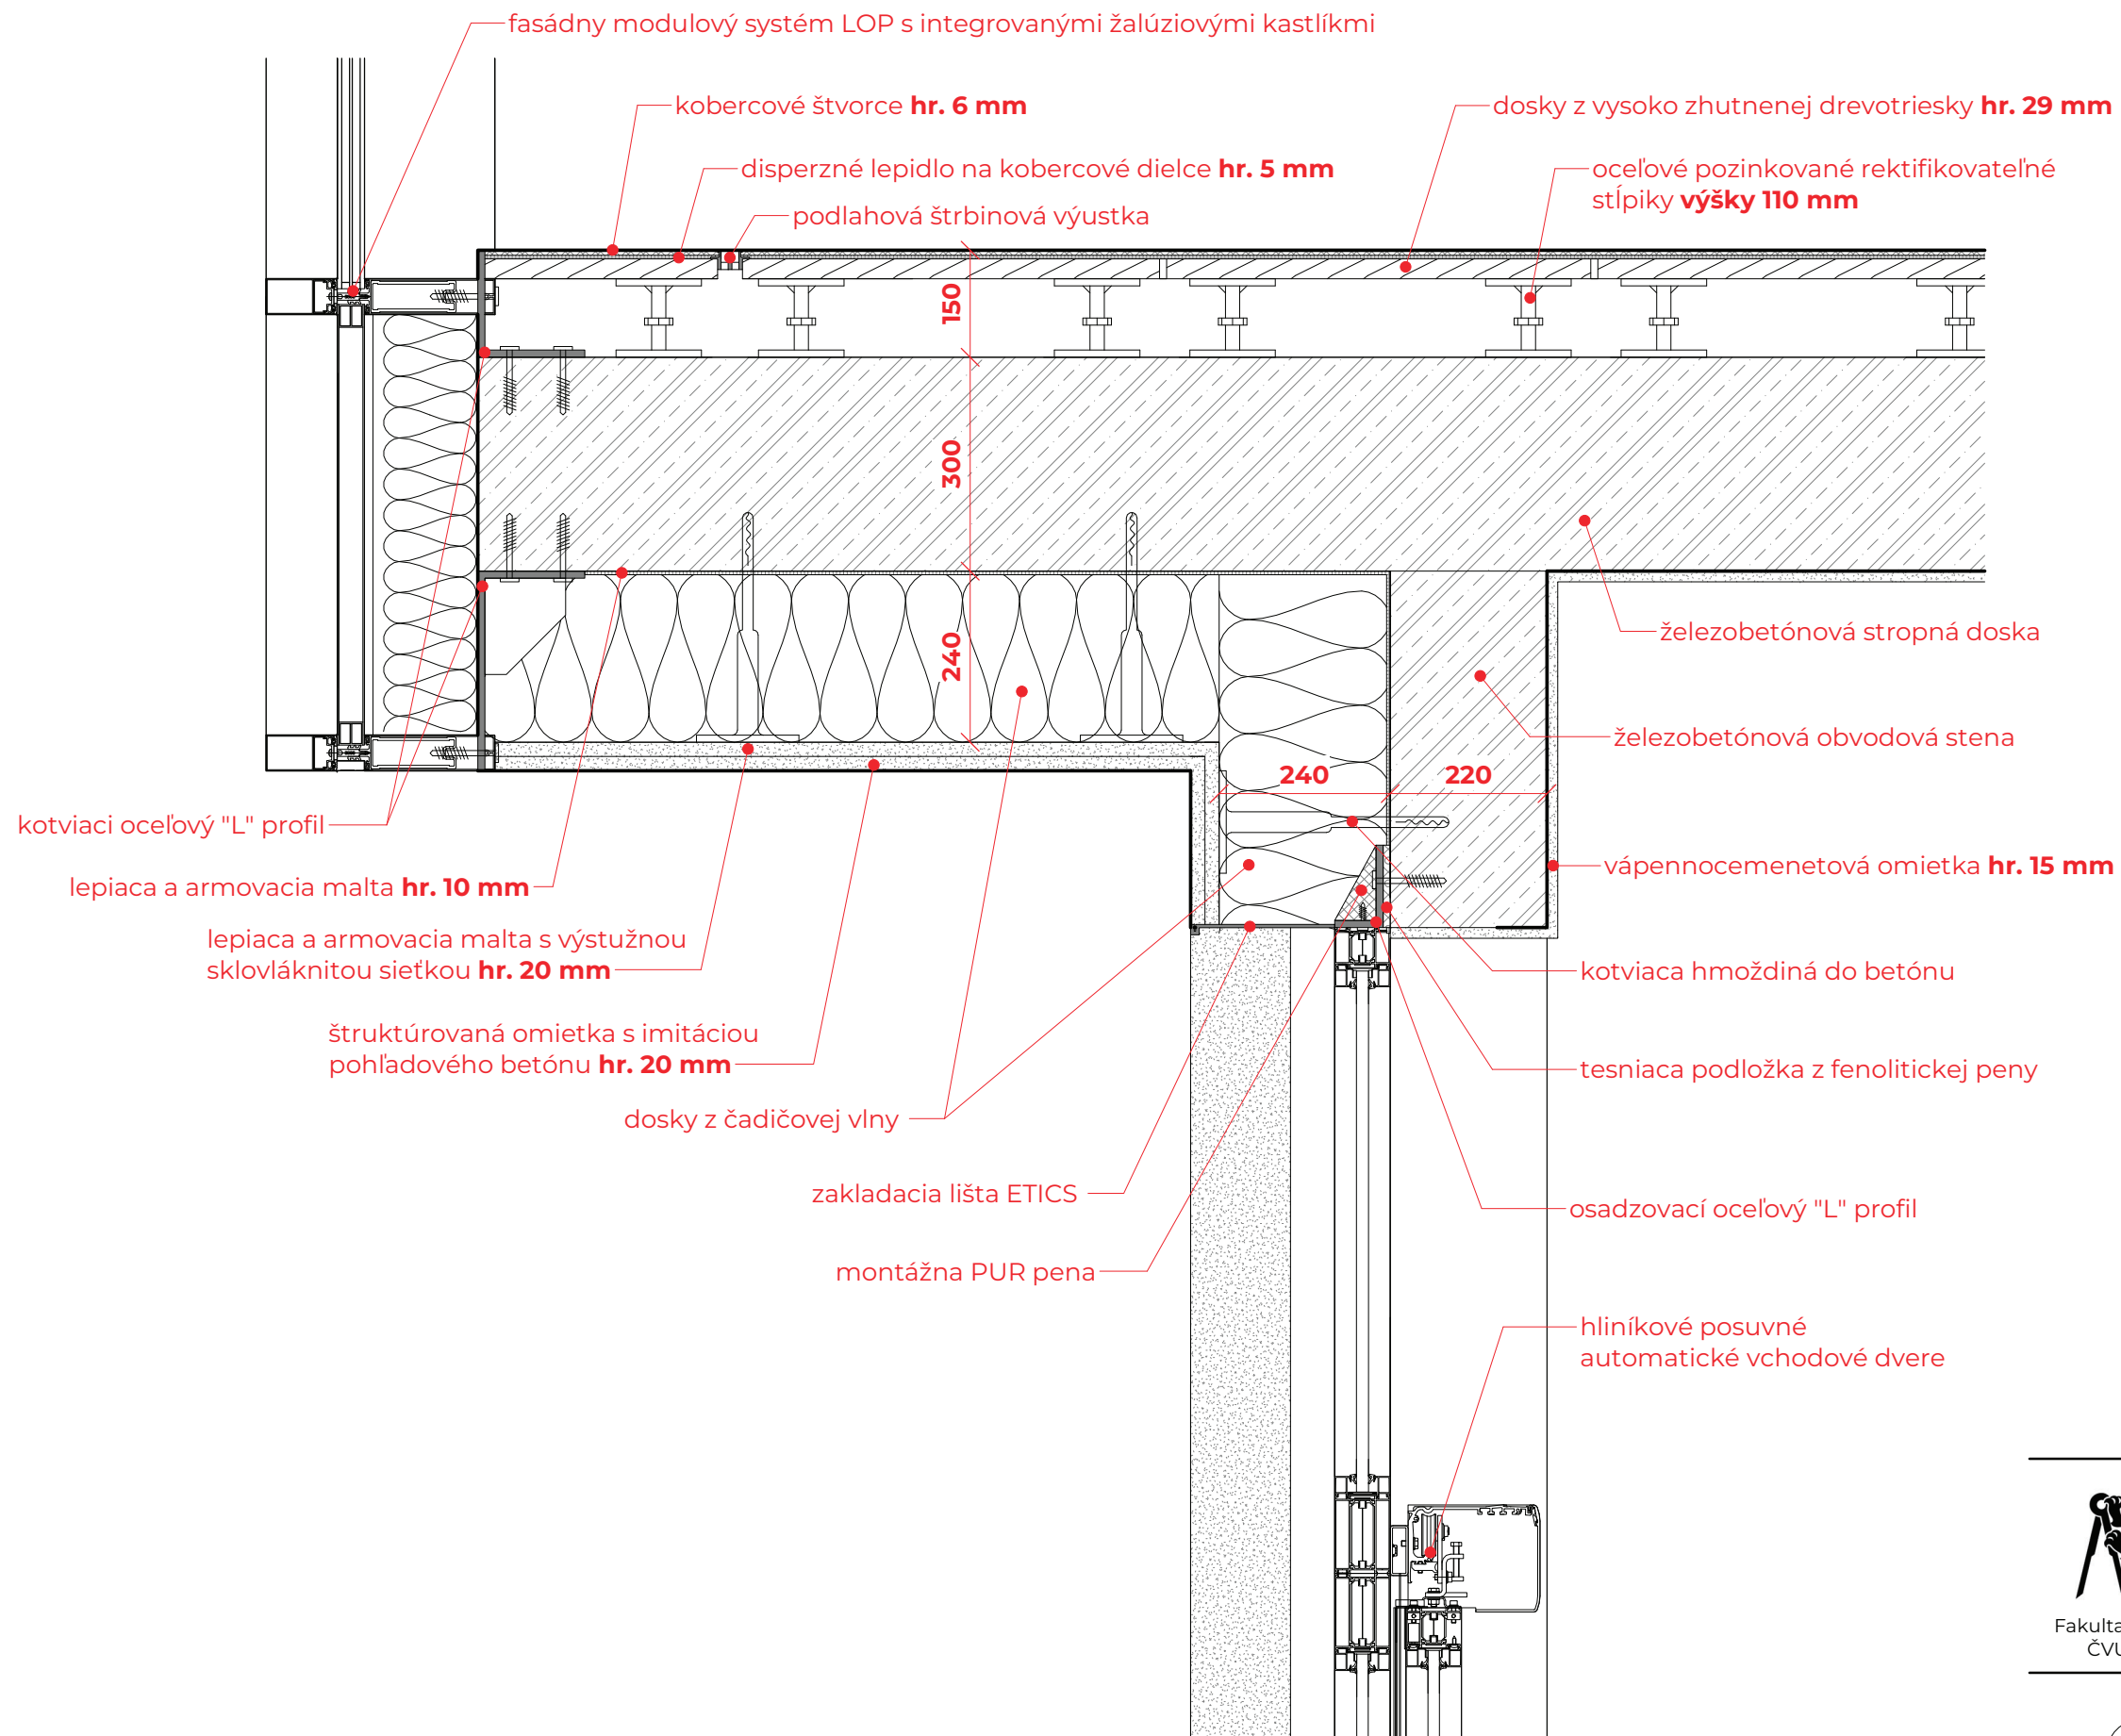 fasádny modulový systém LOP s integrovanými žalúziovými kastlíkmi
kobercové štvorce hr. 6 mm
dosky z vysoko zhutnenej drevotriesky hr. 29 mm
disperzné lepidlo na kobercové dielce hr. 5 mm
oceľové pozinkované rektifikovateľné
stĺpiky výšky 110 mm
podlahová štrbinová výustka
150
300
240
železobetónová stropná doska
železobetónová obvodová stena
240
220
kotviaci oceľový "L" profil
vápennocemenetová omietka hr. 15 mm
lepiaca a armovacia malta hr. 10 mm
lepiaca a armovacia malta s výstužnou
sklovláknitou sieťkou hr. 20 mm
kotviaca hmoždiná do betónu
štruktúrovaná omietka s imitáciou
pohľadového betónu hr. 20 mm
tesniaca podložka z fenolitickej peny
dosky z čadičovej vlny
zakladacia lišta ETICS
osadzovací oceľový "L" profil
montážna PUR pena
hliníkové posuvné
automatické vchodové dvere
Fakulta
ČVU